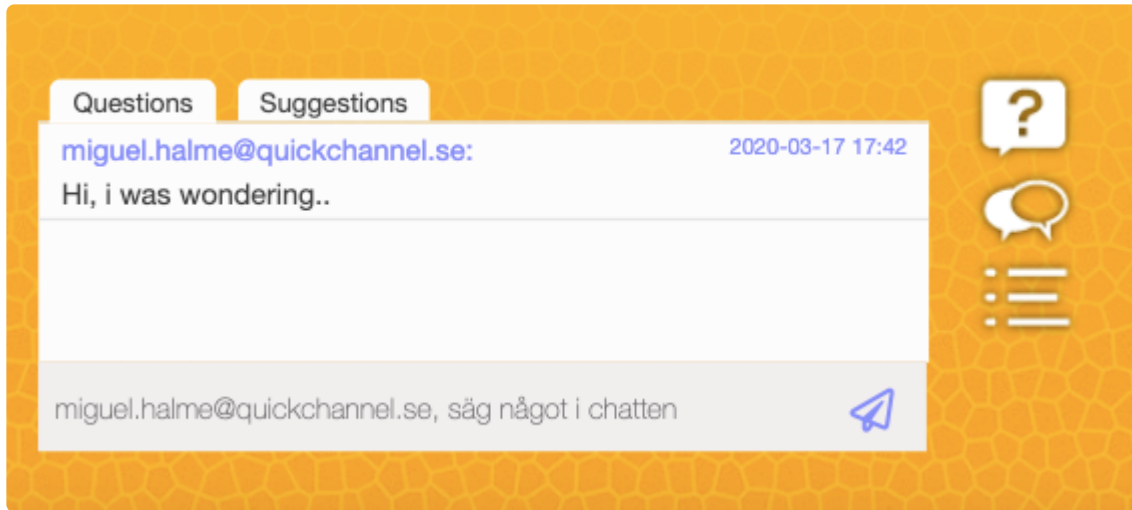 Questions Suggestions
miguel.halme@quickchannel.se: 2020-03-17 17:42
Hi, i was wondering..
miguel.halme@quickchannel.se, säg något i chatten
?